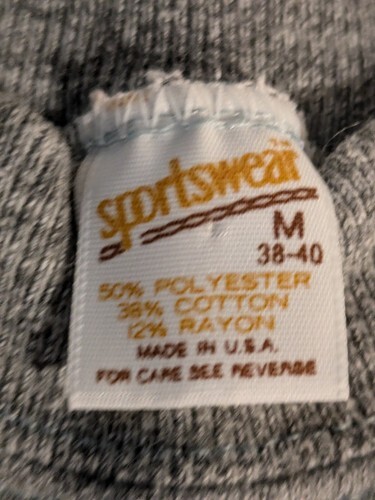 sportswear
M
38-40
50% POLYESTER
38% COTTON
12% RAYON
MADE IN U.S.A.
FOR CARE SEE REVERSE